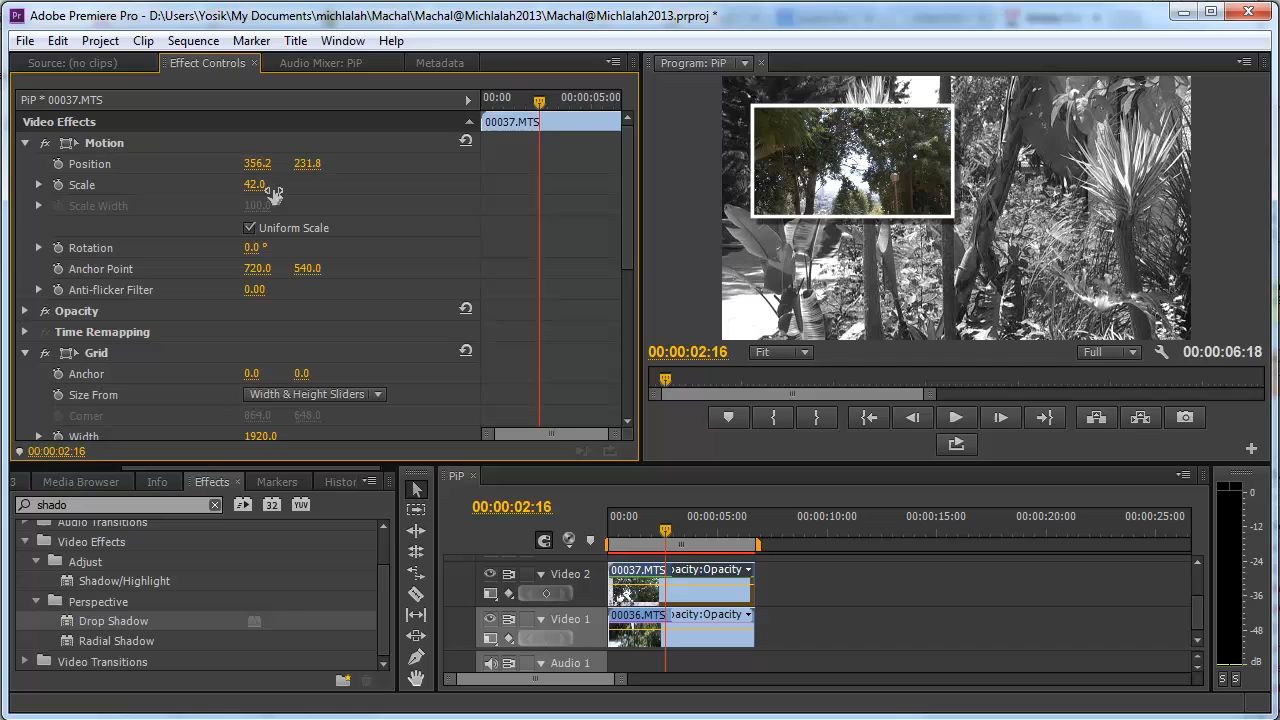 Adobe Premiere Pro - D:\Users\Yosik\My Documents\michlalah\Machal\Machal@Michlalah2013\Machal@Michlalah2013.prproj *
File Edit Project Clip Sequence Marker Title Window Help
Source: (no clips) Effect Controls Audio Mixer: PiP Metadata
Program: PiP
PiP * 00037.MTS
00:00 00:00:05:00
Video Effects
00037.MTS
Motion
Position 356.2 231.8
Scale 42.0
Scale Width 100.0
Uniform Scale
Rotation 0.0 °
Anchor Point 720.0 540.0
Anti-flicker Filter 0.00
Opacity
Time Remapping
Grid
Anchor 0.0 0.0
Size From Width & Height Sliders
Corner 864.0 648.0
Width 1920.0
00:00:02:16
00:00:02:16 Fit Full 00:00:06:18
3 Media Browser Info Effects Markers Histor
shado
32 YUV
Audio Transitions
Video Effects
Adjust
Shadow/Highlight
Perspective
Drop Shadow
Radial Shadow
Video Transitions
PiP
00:00:02:16
00:00 00:00:05:00 00:00:10:00 00:00:15:00 00:00:20:00 00:00:25:00
Video 2 00037.MTS pacity:Opacity
Video 1 00036.MTS pacity:Opacity
Audio 1
0
-12
-24
-36
-48
dB
S S